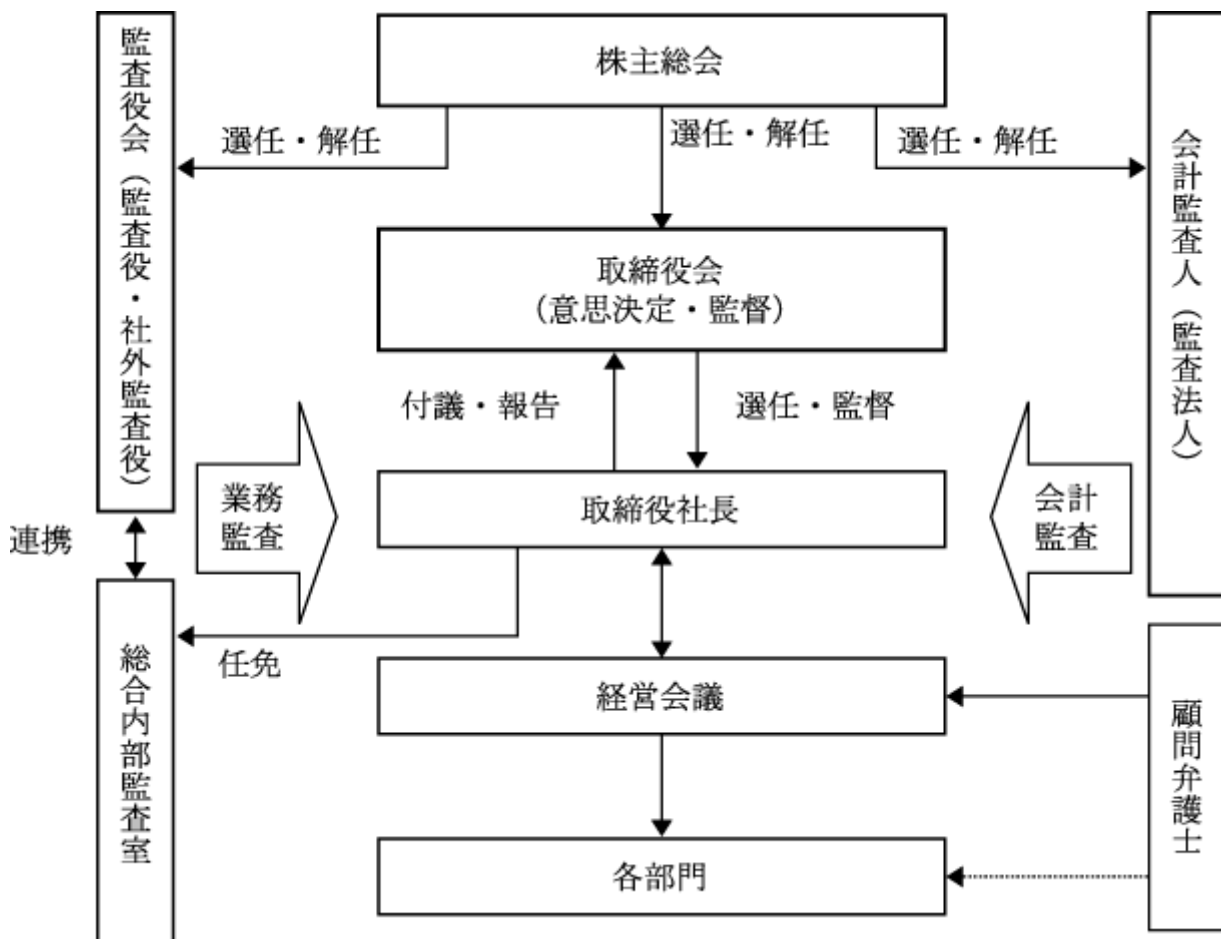 株主総会
選任・解任
選任・解任
選任・解任
監査役会（監査役・社外監査役）
会計監査人（監査法人）
取締役会
（意思決定・監督）
付議・報告
選任・監督
業務
監査
取締役社長
会計
監査
連携
任免
総合内部監査室
経営会議
顧問弁護士
各部門